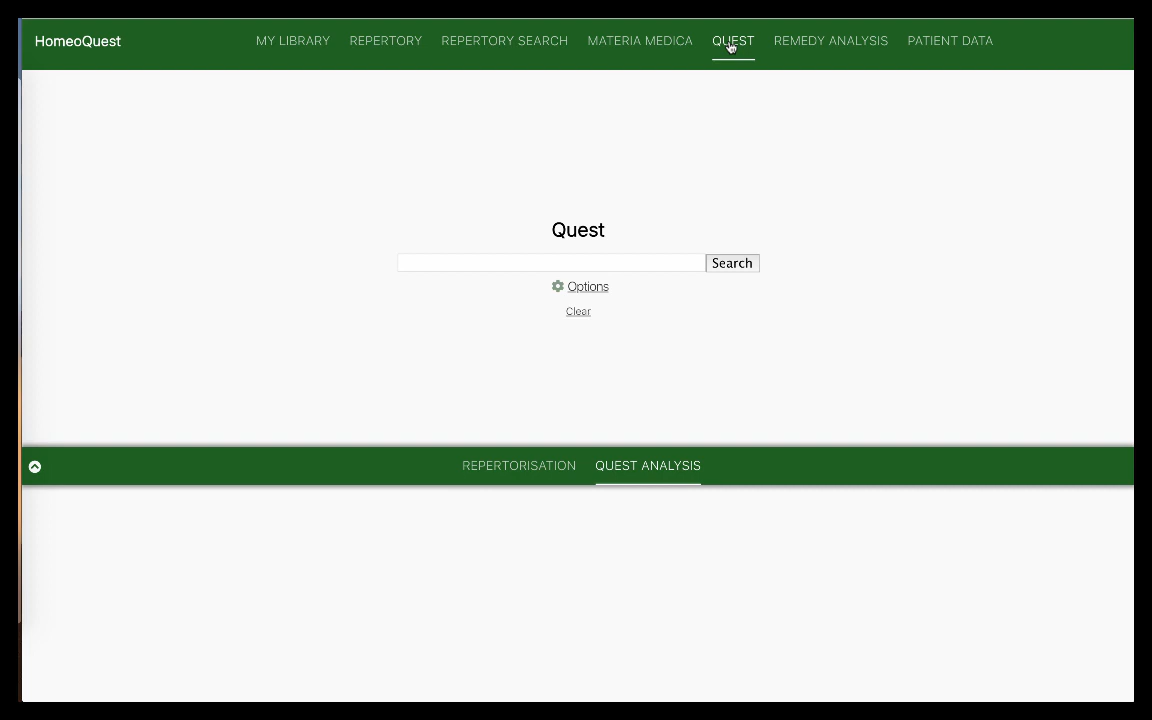 HomeoQuest MY LIBRARY REPERTORY REPERTORY SEARCH MATERIA MEDICA QUEST REMEDY ANALYSIS PATIENT DATA
Quest
Search
Options
Clear
REPERTORISATION QUEST ANALYSIS